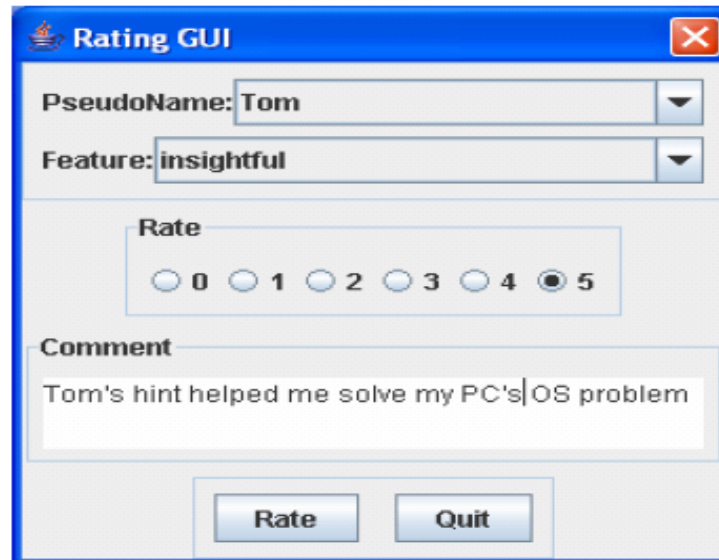 Rating GUI
PseudoName: Tom
Feature: insightful
Rate
0 1 2 3 4 5
Comment
Tom's hint helped me solve my PC's OS problem
Rate Quit